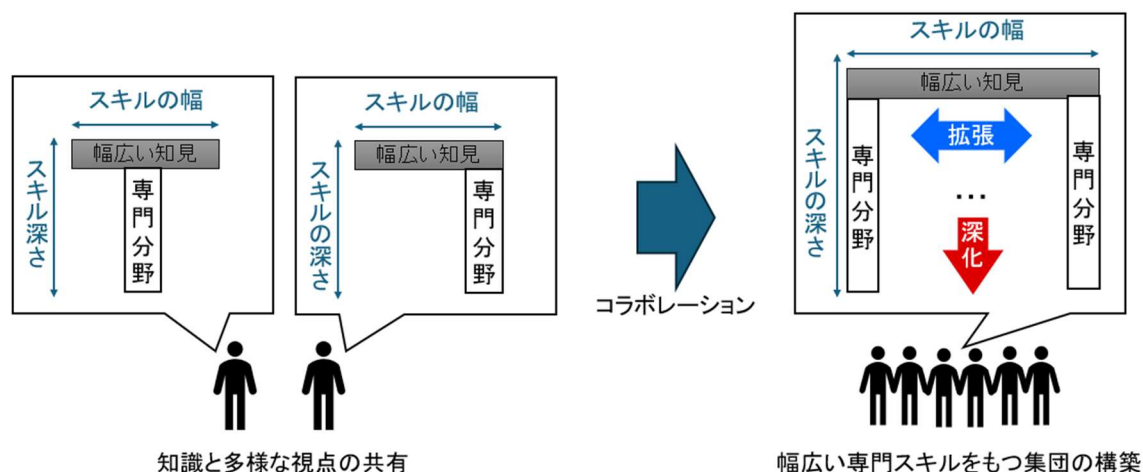 スキルの幅
幅広い知見
スキル深さ
専門分野
スキルの幅
幅広い知見
スキルの深さ
専門分野
知識と多様な視点の共有
コラボレーション
スキルの幅
幅広い知見
スキルの深さ
専門分野
拡張
…
深化
専門分野
幅広い専門スキルをもつ集団の構築